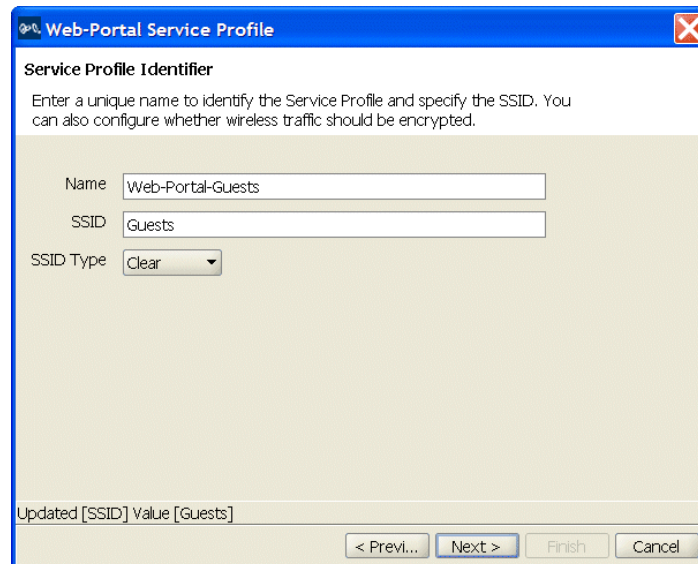 Web-Portal Service Profile
Service Profile Identifier
Enter a unique name to identify the Service Profile and specify the SSID. You
can also configure whether wireless traffic should be encrypted.
Name Web-Portal-Guests
SSID Guests
SSID Type Clear
Updated [SSID] Value [Guests]
< Previ... Next > Finish Cancel